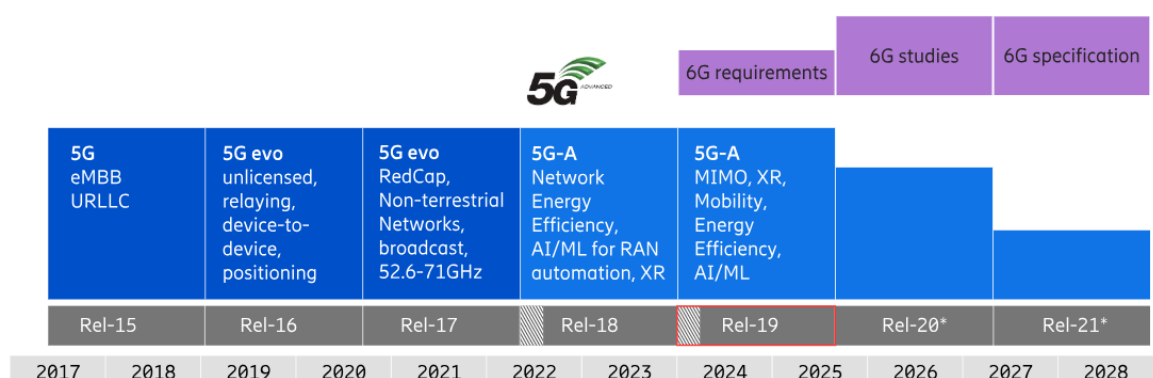 6G requirements
6G studies
6G specification
5G
ADVANCED
5G
eMBB
URLLC
5G evo
unlicensed,
relaying,
device-to-
device,
positioning
5G evo
RedCap,
Non-terrestrial
Networks,
broadcast,
52.6-71GHz
5G-A
Network
Energy
Efficiency,
AI/ML for RAN
automation, XR
5G-A
MIMO, XR,
Mobility,
Energy
Efficiency,
AI/ML
Rel-15
Rel-16
Rel-17
Rel-18
Rel-19
Rel-20*
Rel-21*
2017
2018
2019
2020
2021
2022
2023
2024
2025
2026
2027
2028